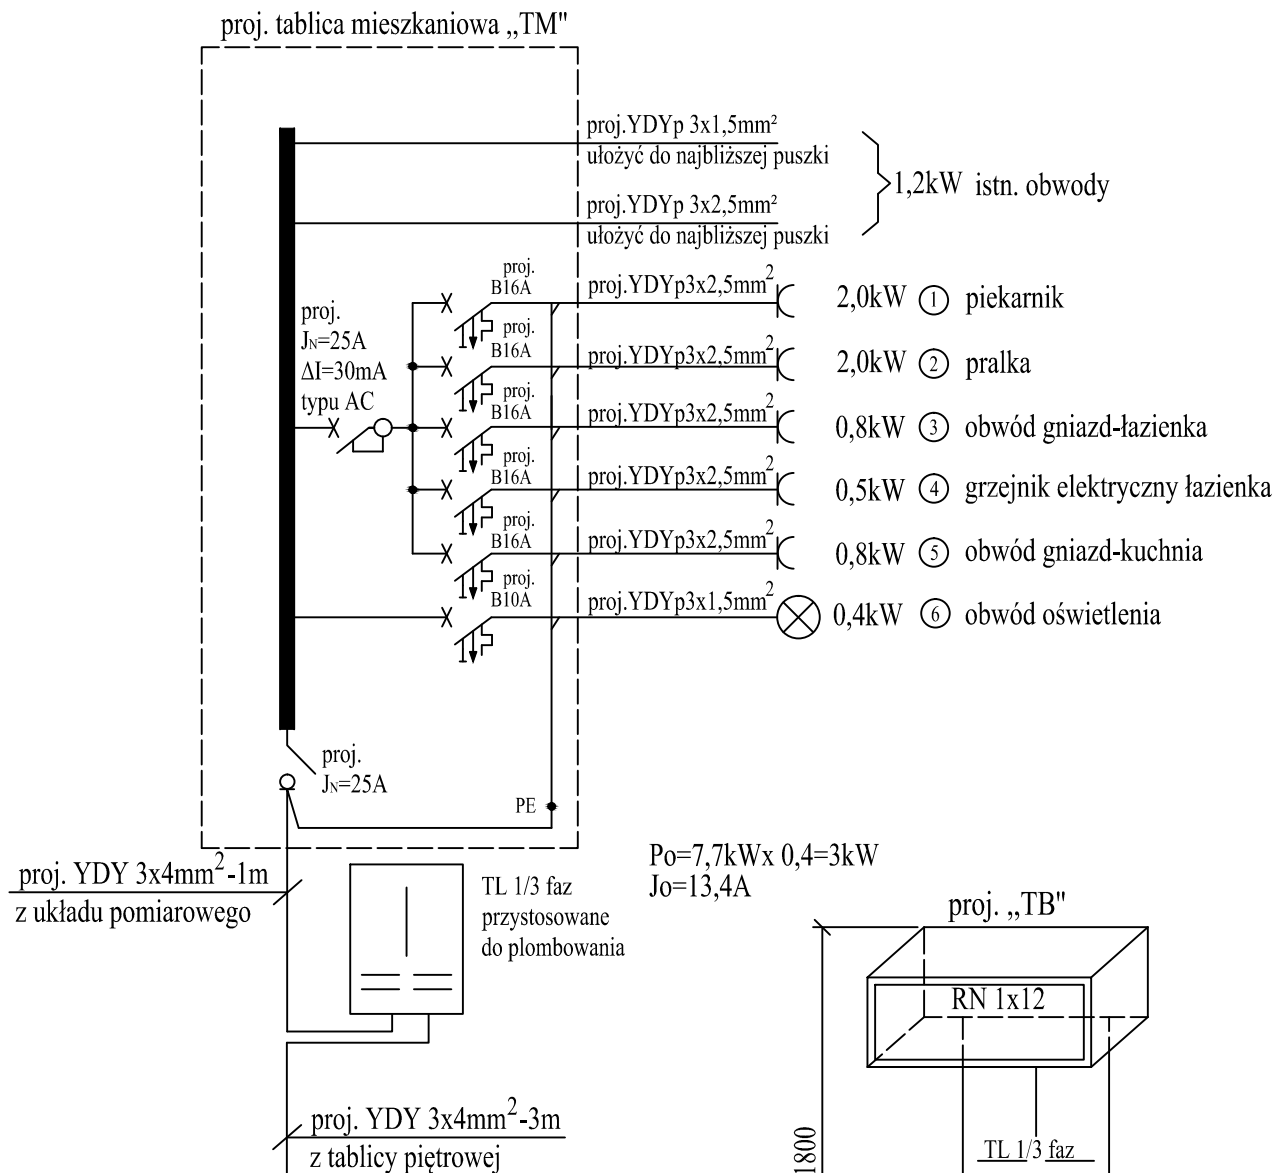 proj. tablica mieszkaniowa ,,TM"
proj.YDYp 3x1,5mm²
ułożyć do najbliższej puszki
1,2kW istn. obwody
proj.YDYp 3x2,5mm²
ułożyć do najbliższej puszki
proj.
B16A
proj.YDYp3x2,5mm²
2,0kW 1 piekarnik
proj.
JN=25A
ΔI=30mA
typu AC
proj.
B16A
proj.YDYp3x2,5mm²
2,0kW 2 pralka
proj.
B16A
proj.YDYp3x2,5mm²
0,8kW 3 obwód gniazd-łazienka
proj.
B16A
proj.YDYp3x2,5mm²
0,5kW 4 grzejnik elektryczny łazienka
proj.
B16A
proj.YDYp3x2,5mm²
0,8kW 5 obwód gniazd-kuchnia
proj.
B10A
proj.YDYp3x1,5mm²
0,4kW 6 obwód oświetlenia
proj.
JN=25A
PE
Po=7,7kWx 0,4=3kW
Jo=13,4A
proj. YDY 3x4mm²-1m
z układu pomiarowego
TL 1/3 faz
przystosowane
do plombowania
proj. ,,TB"
RN 1x12
proj. YDY 3x4mm²-3m
z tablicy piętrowej
1800
TL 1/3 faz